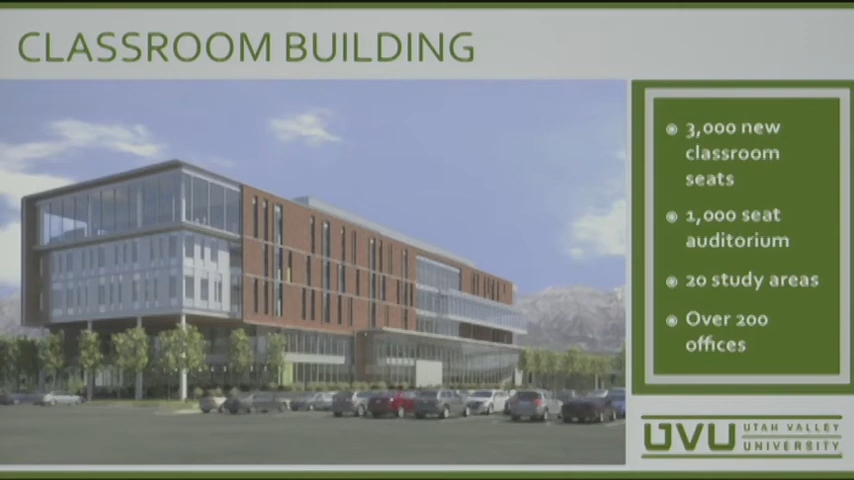 CLASSROOM BUILDING
3,000 new
classroom
seats
1,000 seat
auditorium
20 study areas
Over 200
offices
UVU UTAH VALLEY
UNIVERSITY